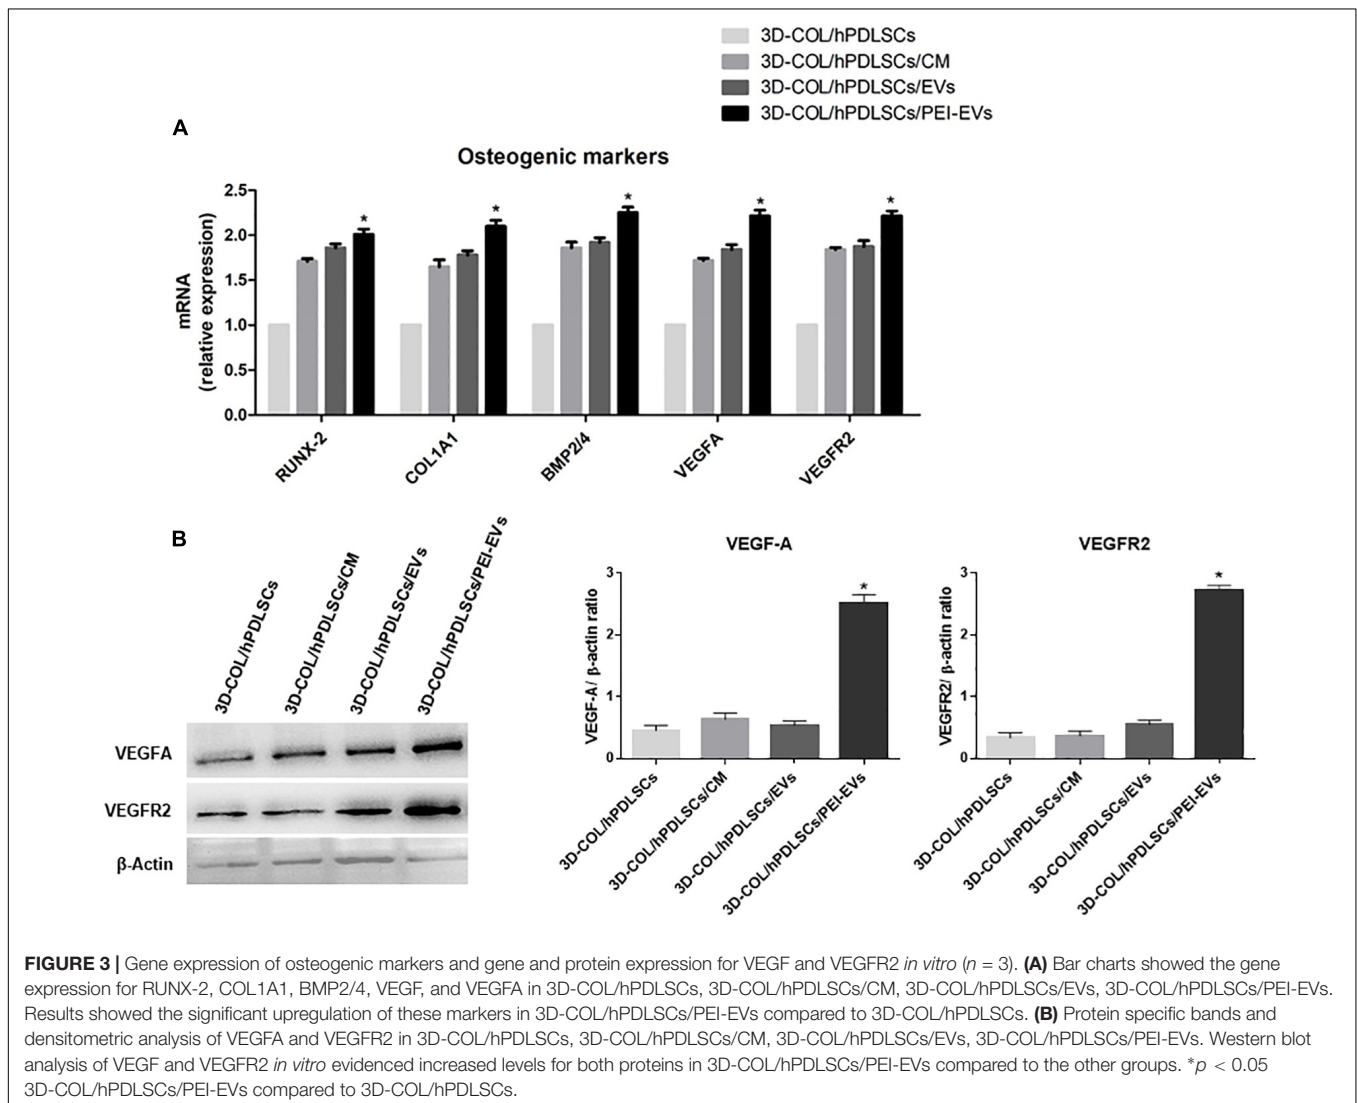 3D-COL/hPDLSCs
3D-COL/hPDLSCs/CM
3D-COL/hPDLSCs/EVs
3D-COL/hPDLSCs/PEI-EVs
A
Osteogenic markers
mRNA
(relative expression)
2.5
2.0
1.5
1.0
0.5
0.0
* * * * *
RUNX-2 COL1A1 BMP2/4 VEGFA VEGFR2
B
3D-COL/hPDLSCs
3D-COL/hPDLSCs/CM
3D-COL/hPDLSCs/EVs
3D-COL/hPDLSCs/PEI-EVs
VEGFA
VEGFR2
β-Actin
VEGF-A
VEGF-A/ β-actin ratio
3
2
1
0
*
3D-COL/hPDLSCs
3D-COL/hPDLSCs/CM
3D-COL/hPDLSCs/EVs
3D-COL/hPDLSCs/PEI-EVs
VEGFR2
VEGFR2/ β-actin ratio
3
2
1
0
*
3D-COL/hPDLSCs
3D-COL/hPDLSCs/CM
3D-COL/hPDLSCs/EVs
3D-COL/hPDLSCs/PEI-EVs
FIGURE 3 | Gene expression of osteogenic markers and gene and protein expression for VEGF and VEGFR2 in vitro (n = 3). (A) Bar charts showed the gene
expression for RUNX-2, COL1A1, BMP2/4, VEGF, and VEGFA in 3D-COL/hPDLSCs, 3D-COL/hPDLSCs/CM, 3D-COL/hPDLSCs/EVs, 3D-COL/hPDLSCs/PEI-EVs.
Results showed the significant upregulation of these markers in 3D-COL/hPDLSCs/PEI-EVs compared to 3D-COL/hPDLSCs. (B) Protein specific bands and
densitometric analysis of VEGFA and VEGFR2 in 3D-COL/hPDLSCs, 3D-COL/hPDLSCs/CM, 3D-COL/hPDLSCs/EVs, 3D-COL/hPDLSCs/PEI-EVs. Western blot
analysis of VEGF and VEGFR2 in vitro evidenced increased levels for both proteins in 3D-COL/hPDLSCs/PEI-EVs compared to the other groups. *p < 0.05
3D-COL/hPDLSCs/PEI-EVs compared to 3D-COL/hPDLSCs.